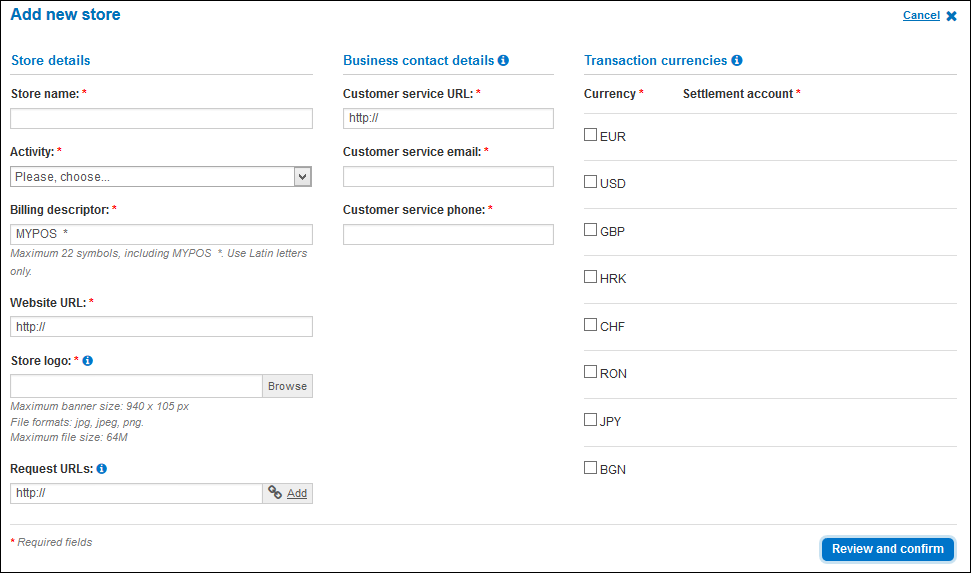 Add new store
Cancel
Store details
Store name: *
Activity: *
Please, choose...
Billing descriptor: *
MYPOS *
Maximum 22 symbols, including MYPOS *. Use Latin letters
only.
Website URL: *
http://
Store logo: *
Browse
Maximum banner size: 940 x 105 px
File formats: jpg, jpeg, png.
Maximum file size: 64M
Request URLs:
http://
Add
Business contact details
Customer service URL: *
http://
Customer service email: *
Customer service phone: *
Transaction currencies
Currency * Settlement account *
EUR
USD
GBP
HRK
CHF
RON
JPY
BGN
* Required fields
Review and confirm